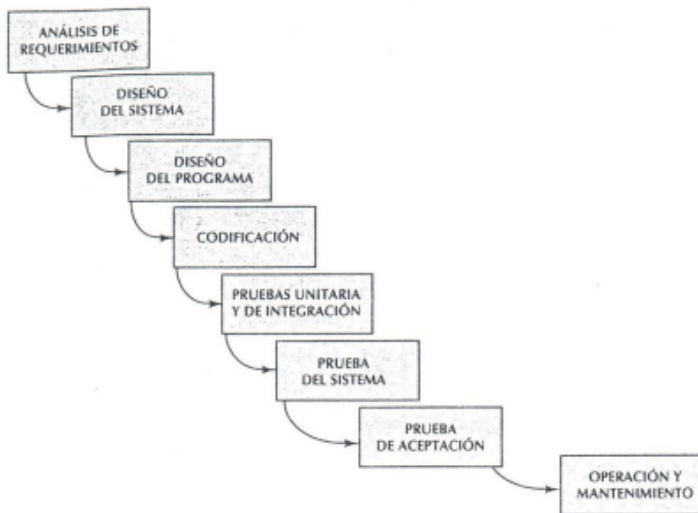 ANÁLISIS DE
REQUERIMIENTOS
DISEÑO
DEL SISTEMA
DISEÑO
DEL PROGRAMA
CODIFICACIÓN
PRUEBAS UNITARIA
Y DE INTEGRACIÓN
PRUEBA
DEL SISTEMA
PRUEBA
DE ACEPTACIÓN
OPERACIÓN Y
MANTENIMIENTO